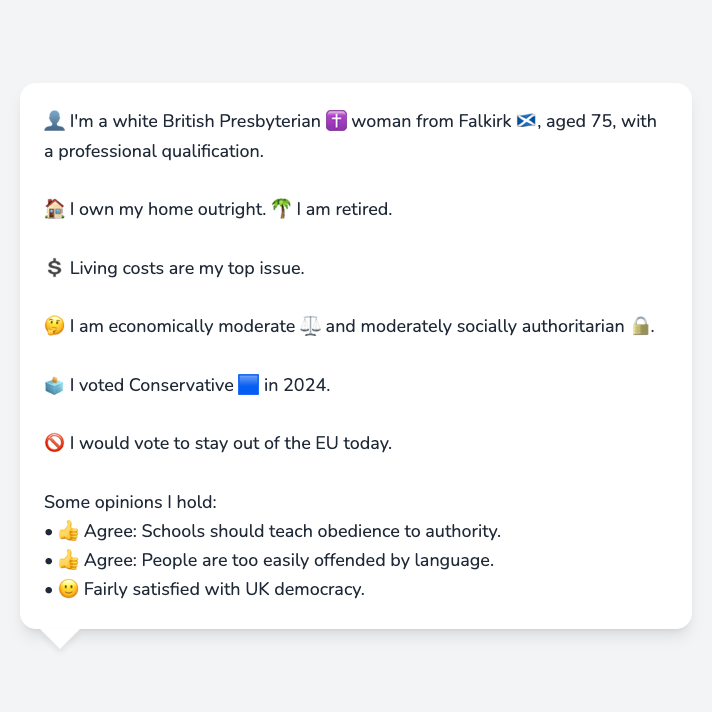 👤 I'm a white British Presbyterian ✝️ woman from Falkirk 🏴󠁧󠁢󠁳󠁣󠁴󠁿, aged 75, with
a professional qualification.
🏠 I own my home outright. 🌴 I am retired.
💲 Living costs are my top issue.
🤔 I am economically moderate ⚖️ and moderately socially authoritarian 🔒.
🗳️ I voted Conservative 🟦 in 2024.
🚫 I would vote to stay out of the EU today.
Some opinions I hold:
• 👍 Agree: Schools should teach obedience to authority.
• 👍 Agree: People are too easily offended by language.
• 🙂 Fairly satisfied with UK democracy.